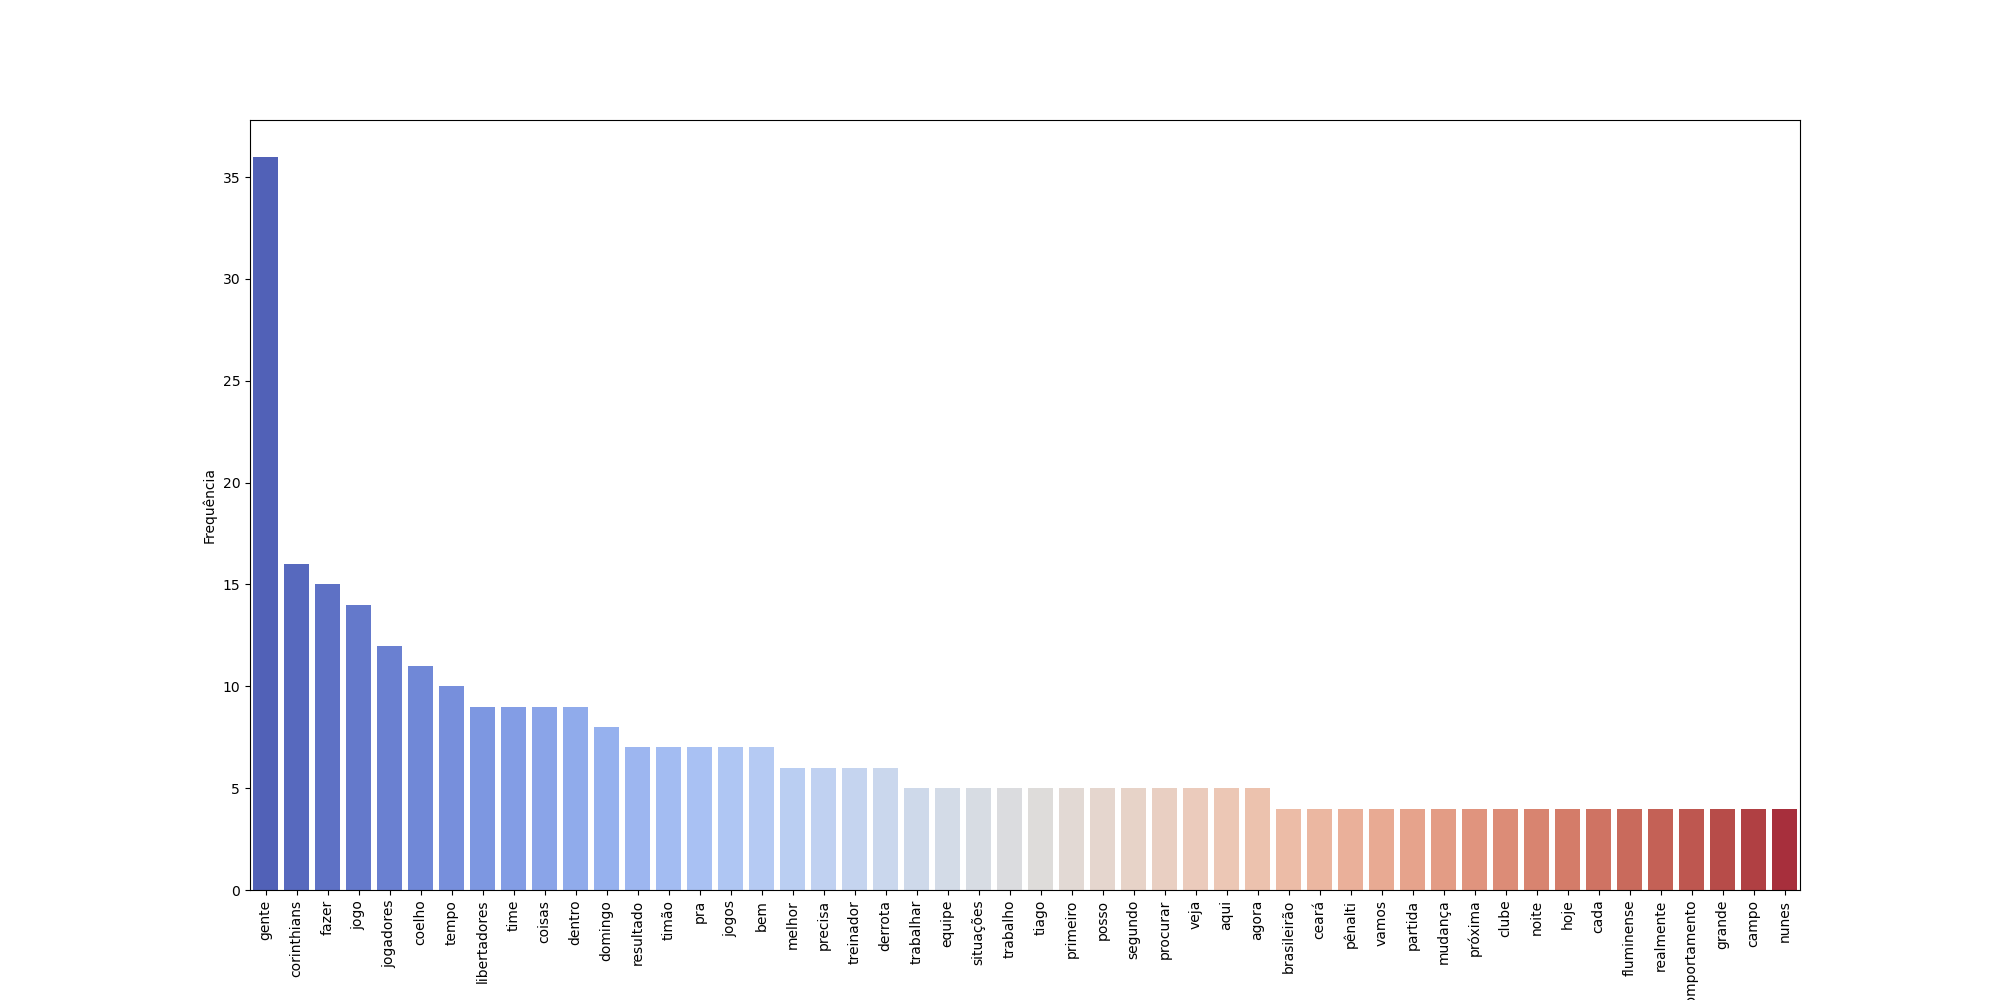 Frequência
35
30
25
20
15
10
5
0
gente
corinthians
fazer
jogo
jogadores
coelho
tempo
libertadores
time
coisas
dentro
domingo
resultado
timão
pra
jogos
bem
melhor
precisa
treinador
derrota
trabalhar
equipe
situações
trabalho
tiago
primeiro
posso
segundo
procurar
veja
aqui
agora
brasileirão
ceará
pênalti
vamos
partida
mudança
próxima
clube
noite
hoje
cada
fluminense
realmente
omportamento
grande
campo
nunes